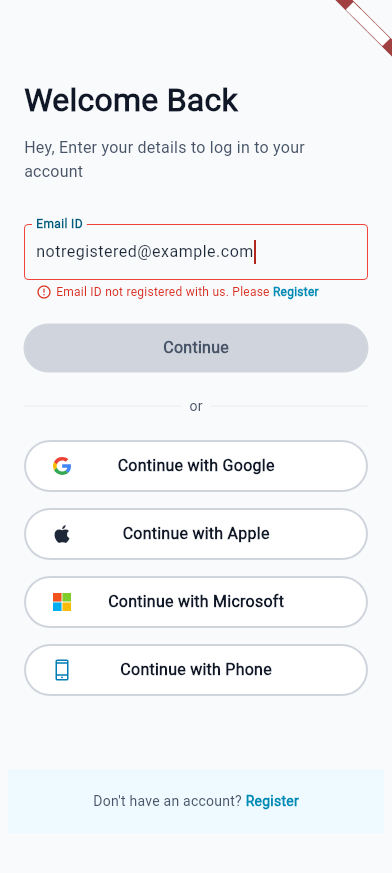 Welcome Back
Hey, Enter your details to log in to your
account
Email ID
notregistered@example.com
Email ID not registered with us. Please Register
Continue
or
Continue with Google
Continue with Apple
Continue with Microsoft
Continue with Phone
Don't have an account? Register